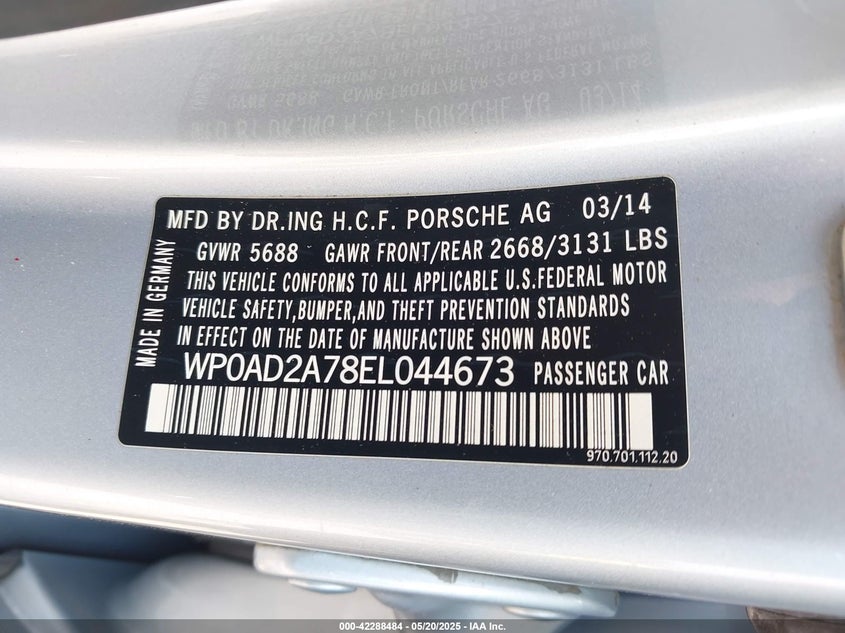 MFD BY DR.ING H.C.F. PORSCHE AG 03/14
GVWR 5688 GAWR FRONT/REAR 2668/3131 LBS
THIS VEHICLE CONFORMS TO ALL APPLICABLE U.S.FEDERAL MOTOR
VEHICLE SAFETY,BUMPER,AND THEFT PREVENTION STANDARDS
IN EFFECT ON THE DATE OF MANUFACTURE SHOWN ABOVE
MADE IN GERMANY
WP0AD2A78EL044673 PASSENGER CAR
970.701.112.20
000-42288484 - 05/20/2025 - IAA Inc.